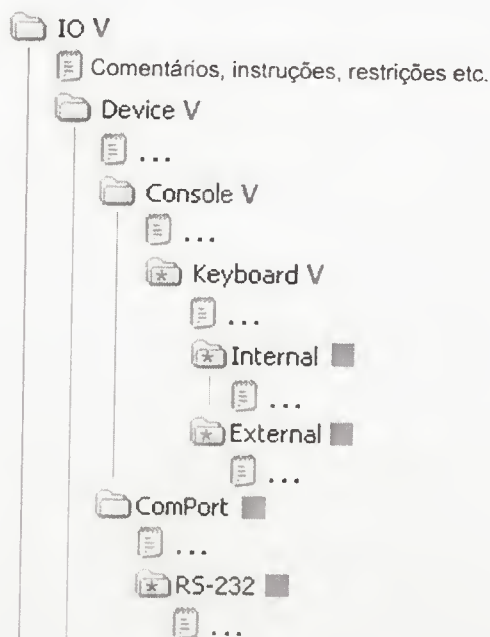 IO V
Comentários, instruções, restrições etc.
Device V
...
Console V
...
Keyboard V
...
Internal
...
External
...
ComPort
...
RS-232
...